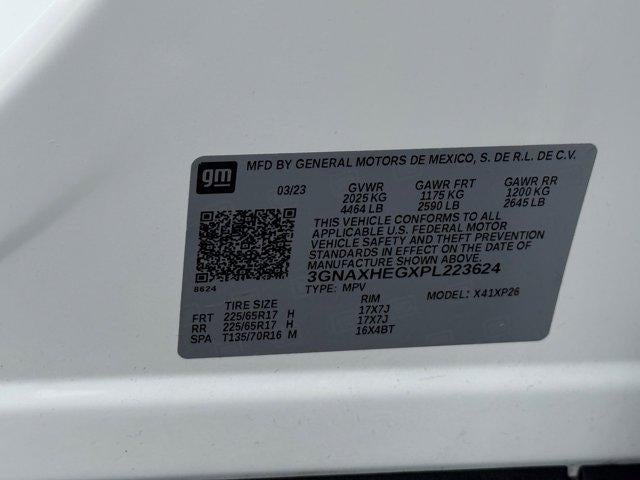 gm
MFD BY GENERAL MOTORS DE MEXICO, S. DE R.L. DE C.V.
03/23 GVWR GAWR FRT GAWR RR
2025 KG 1175 KG 1200 KG
4464 LB 2590 LB 2645 LB
THIS VEHICLE CONFORMS TO ALL
APPLICABLE U.S. FEDERAL MOTOR
VEHICLE SAFETY AND THEFT PREVENTION
STANDARDS IN EFFECT ON THE DATE OF
MANUFACTURE SHOWN ABOVE.
3GNAXHEGXPL223624
8624
TYPE: MPV MODEL: X41XP26
TIRE SIZE RIM
FRT 225/65R17 H 17X7J
RR 225/65R17 H 17X7J
SPA T135/70R16 M 16X4BT